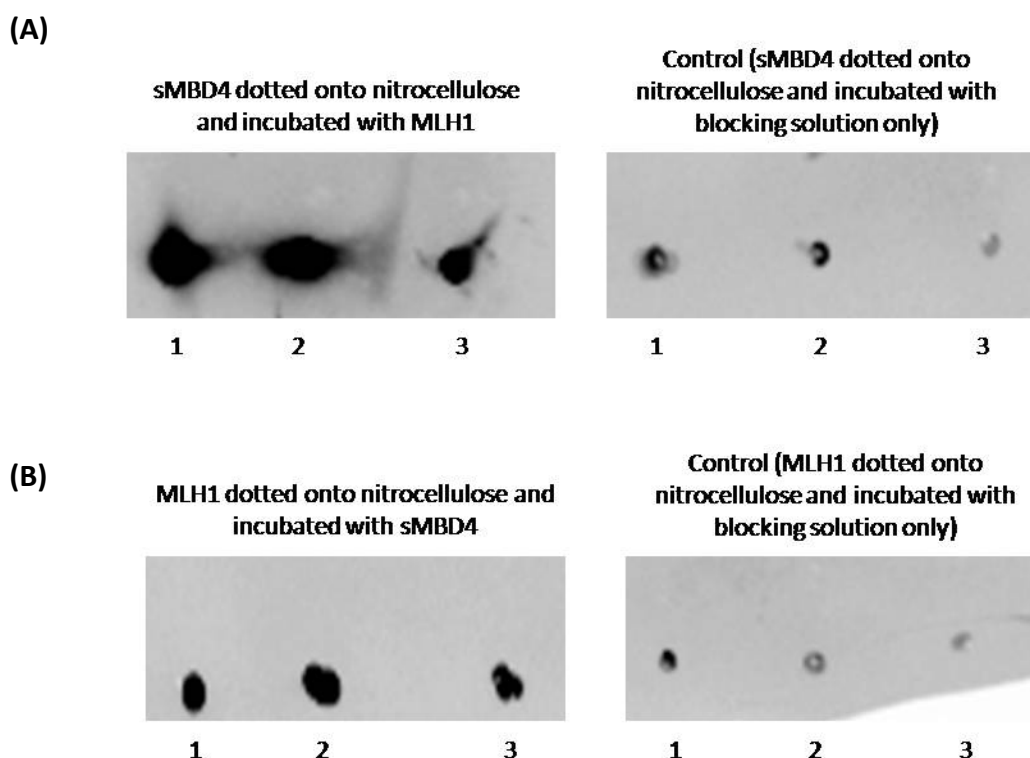 (A)
sMBD4 dotted onto nitrocellulose
and incubated with MLH1
Control (sMBD4 dotted onto
nitrocellulose and incubated with
blocking solution only)
1 2 3
1 2 3
(B)
MLH1 dotted onto nitrocellulose and
incubated with sMBD4
Control (MLH1 dotted onto
nitrocellulose and incubated with
blocking solution only)
1 2 3
1 2 3